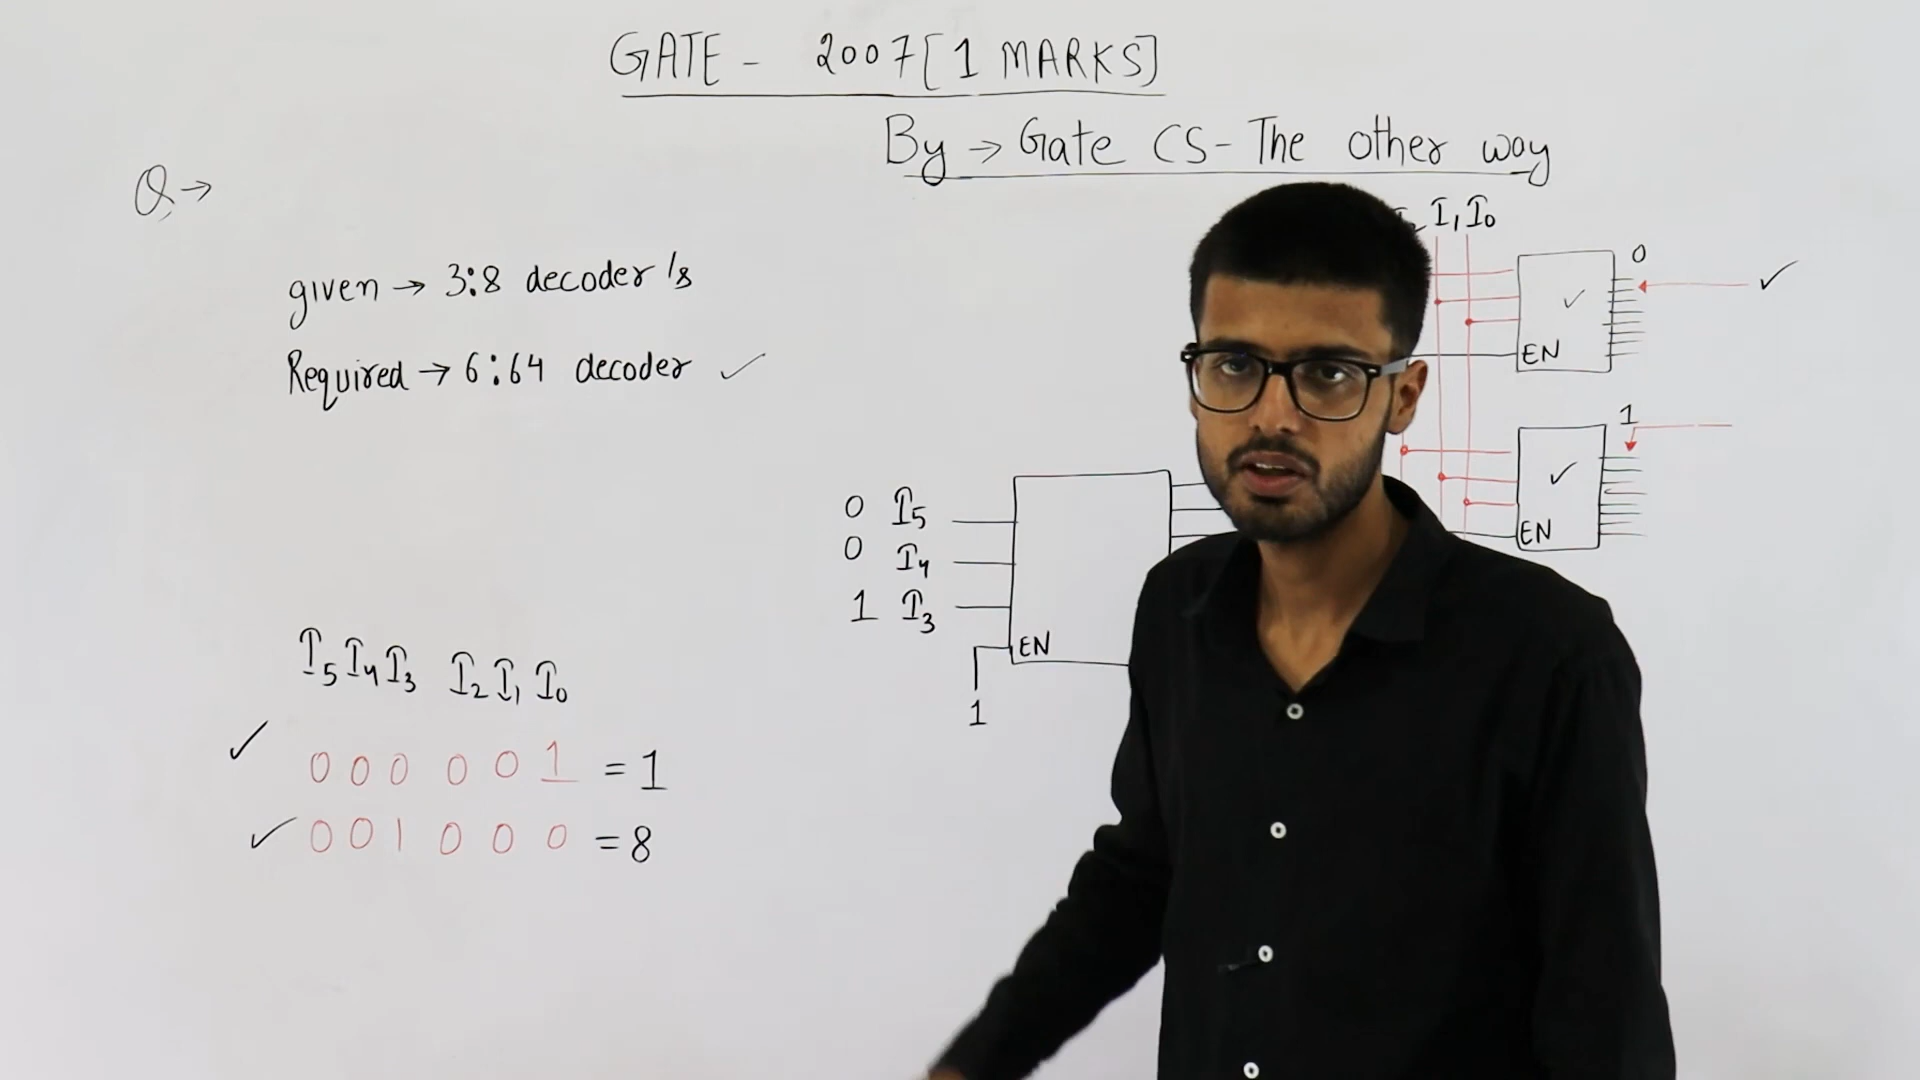 GATE - 2007 [1 MARKS]
By → Gate CS - The other way
Q →
given → 3:8 decoder's
Required → 6:64 decoder ✓
I1 I0
0
✓
✓
EN
1
✓
EN
0 I5
0 I4
1 I3
EN
1
I5 I4 I3 I2 I1 I0
✓ 0 0 0 0 0 1 = 1
✓ 0 0 1 0 0 0 = 8